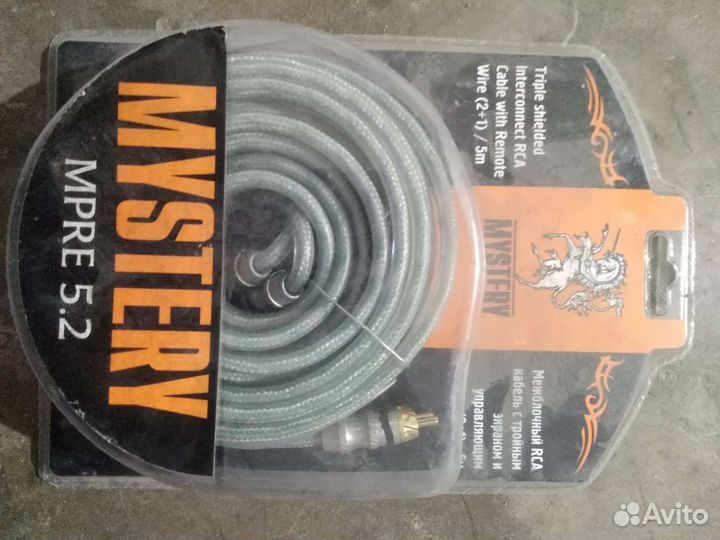 MYSTERY
MPRE 5.2
Triple shielded
Interconnect RCA
Cable with Remote
Wire (2+1) / 5m
MYSTERY
Межблочный RCA
кабель с тройным
экраном и
управляющим
Avito